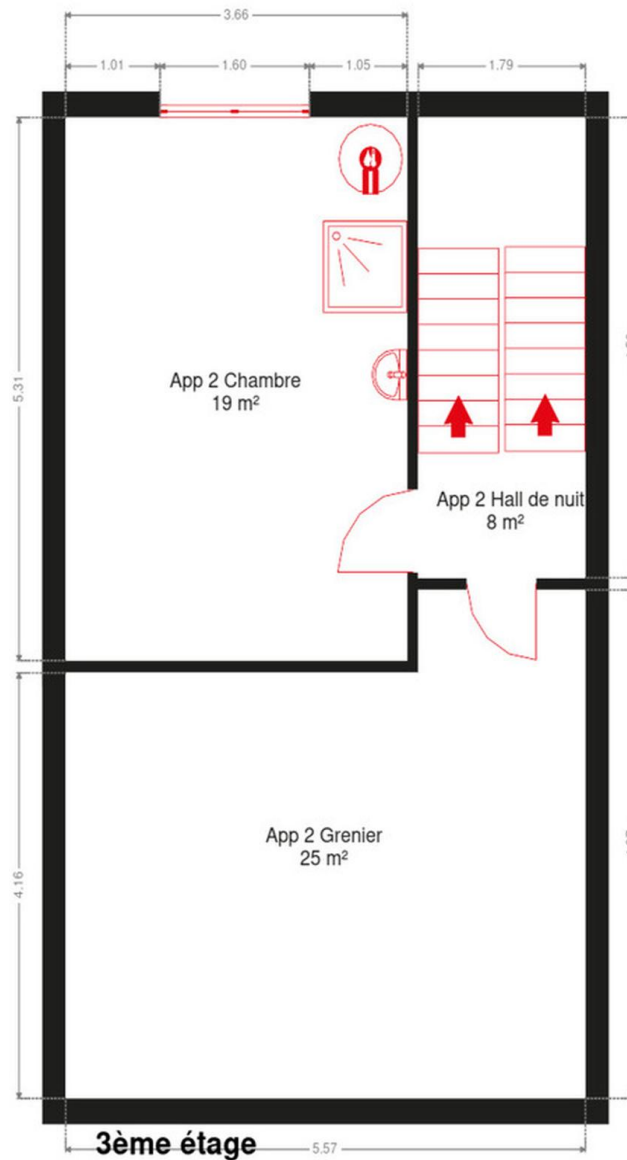 3.66
1.01
1.60
1.05
1.79
5.31
App 2 Chambre
19 m²
App 2 Hall de nuit
8 m²
App 2 Grenier
25 m²
4.16
3ème étage
5.57